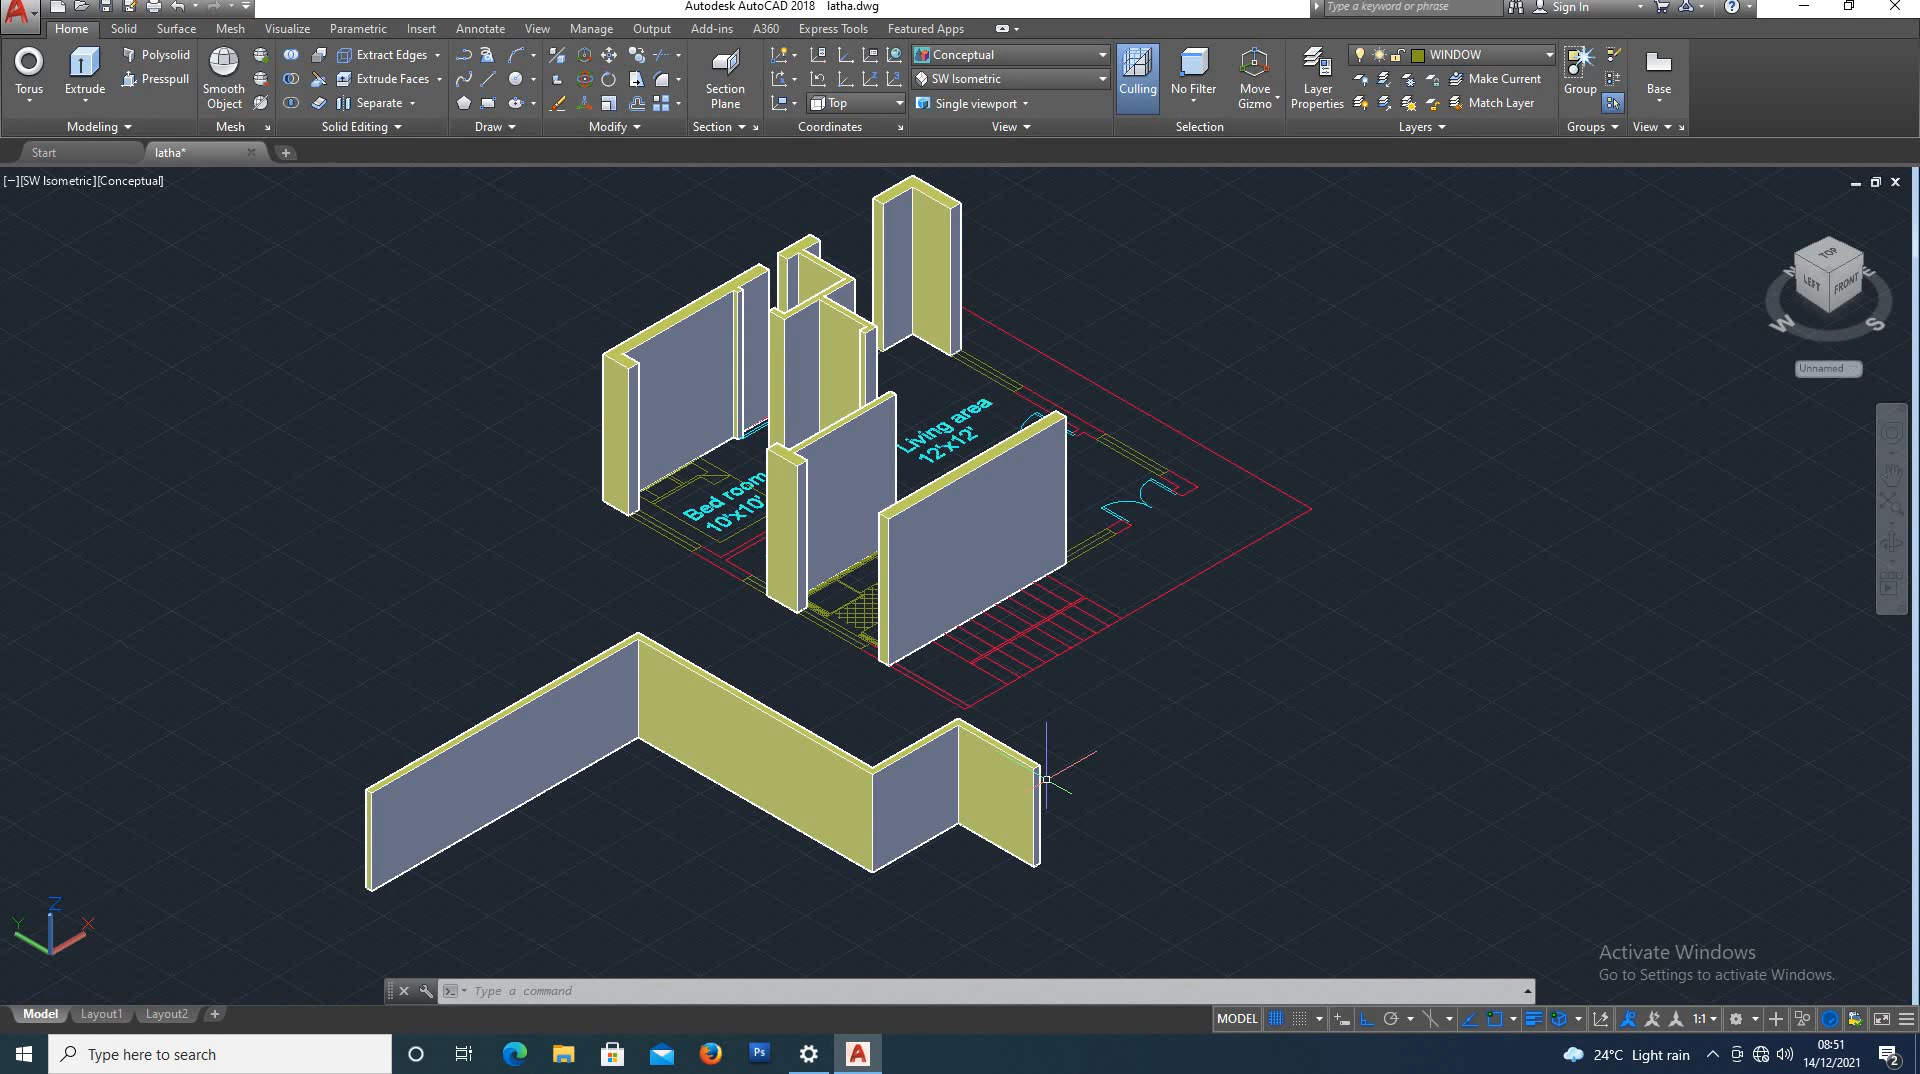 Autodesk AutoCAD 2018 latha.dwg
Type a keyword or phrase
Sign In
Home Solid Surface Mesh Visualize Parametric Insert Annotate View Manage Output Add-ins A360 Express Tools Featured Apps
Torus
Extrude
Polysolid
Presspull
Modeling
Smooth Object
Mesh
Extract Edges
Extrude Faces
Separate
Solid Editing
Draw
Modify
Section Plane
Section
Top
Coordinates
Conceptual
SW Isometric
Single viewport
View
Culling
No Filter
Move Gizmo
Selection
Layer Properties
WINDOW
Make Current
Match Layer
Layers
Group
Groups
Base
View
Start
latha*
[−][SW Isometric][Conceptual]
TOP
LEFT
FRONT
N
E
W
S
Unnamed
Living area
12'x12'
Bed room
10'x10'
Z
Y
X
Activate Windows
Go to Settings to activate Windows.
Type a command
Model Layout1 Layout2
MODEL
1:1
Type here to search
Ps
24°C Light rain
08:51
14/12/2021
2